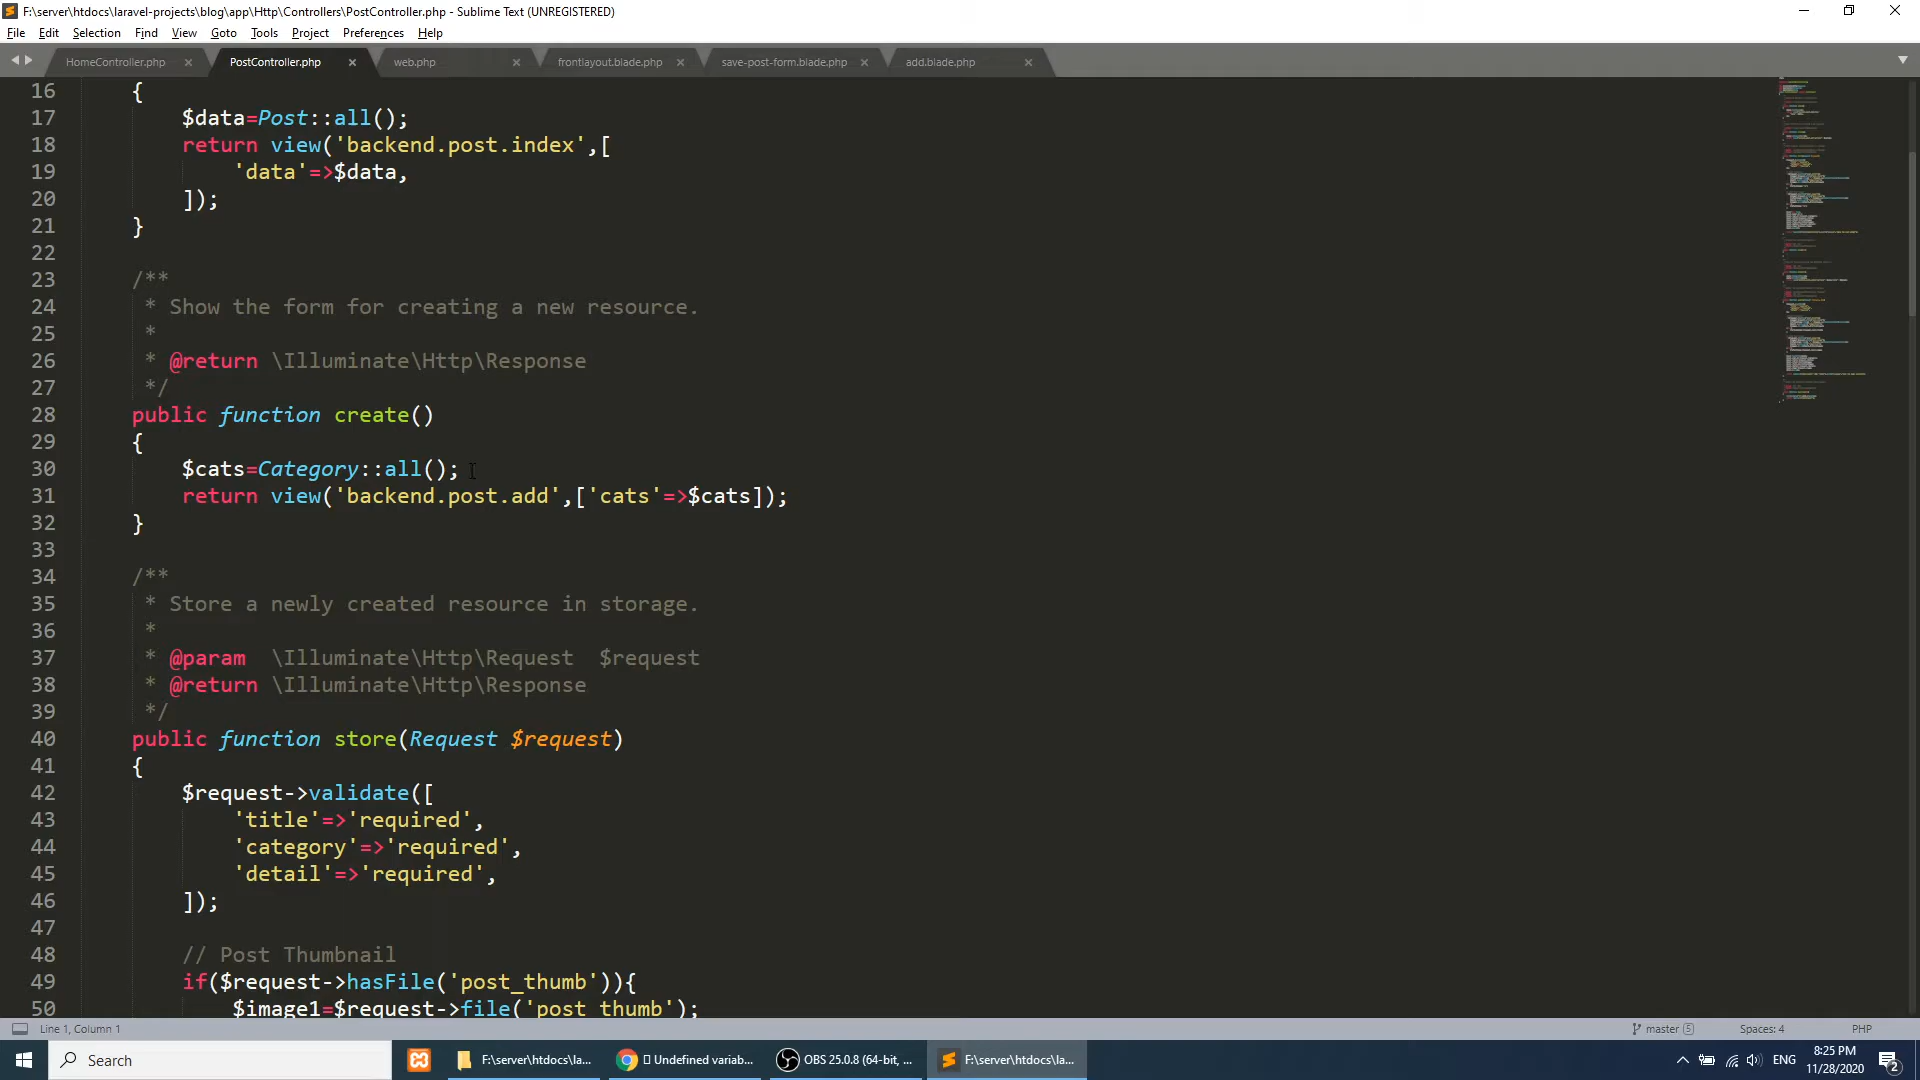 F:\server\htdocs\laravel-projects\blog\app\Http\Controllers\PostController.php - Sublime Text (UNREGISTERED)
File Edit Selection Find View Goto Tools Project Preferences Help
HomeController.php PostController.php web.php frontlayout.blade.php save-post-form.blade.php add.blade.php
16 {
17 $data=Post::all();
18 return view('backend.post.index',[
19 'data'=>$data,
20 ]);
21 }
22
23 /**
24 * Show the form for creating a new resource.
25 *
26 * @return \Illuminate\Http\Response
27 */
28 public function create()
29 {
30 $cats=Category::all();
31 return view('backend.post.add',['cats'=>$cats]);
32 }
33
34 /**
35 * Store a newly created resource in storage.
36 *
37 * @param  \Illuminate\Http\Request  $request
38 * @return \Illuminate\Http\Response
39 */
40 public function store(Request $request)
41 {
42 $request->validate([
43 'title'=>'required',
44 'category'=>'required',
45 'detail'=>'required',
46 ]);
47
48 // Post Thumbnail
49 if($request->hasFile('post_thumb')){
50 $image1=$request->file('post_thumb');
Line 1, Column 1 master 5 Spaces: 4 PHP
Search F:\server\htdocs\la... Undefined variab... OBS 25.0.8 (64-bit, ... F:\server\htdocs\la... ENG 8:25 PM
11/28/2020 2